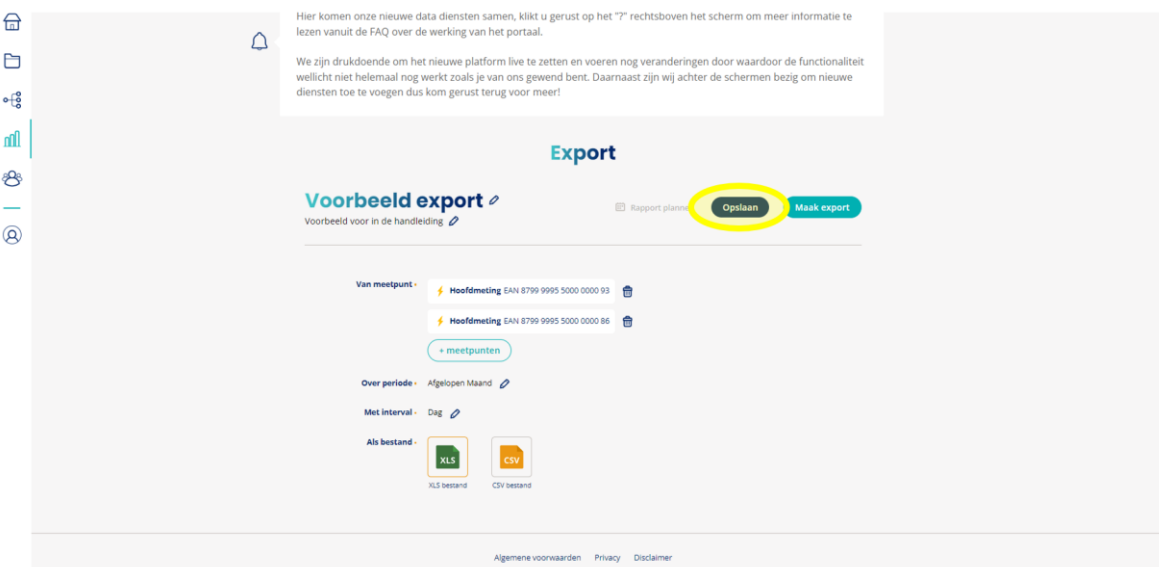 Hier komen onze nieuwe data diensten samen, klikt u gerust op het "?" rechtsboven het scherm om meer informatie te
lezen vanuit de FAQ over de werking van het portaal.
We zijn drukdoende om het nieuwe platform live te zetten en voeren nog veranderingen door waardoor de functionaliteit
wellicht niet helemaal nog werkt zoals je van ons gewend bent. Daarnaast zijn wij achter de schermen bezig om nieuwe
diensten toe te voegen dus kom gerust terug voor meer!
Export
Voorbeeld export
Rapport planne
Opslaan
Maak export
Voorbeeld voor in de handleiding
Van meetpunt
Hoofdmeting EAN 8799 9995 5000 0000 93
Hoofdmeting EAN 8799 9995 5000 0000 86
+ meetpunten
Over periode
Afgelopen Maand
Met interval
Dag
Als bestand
XLS
CSV
XLS bestand
CSV bestand
Algemene voorwaarden Privacy Disclaimer